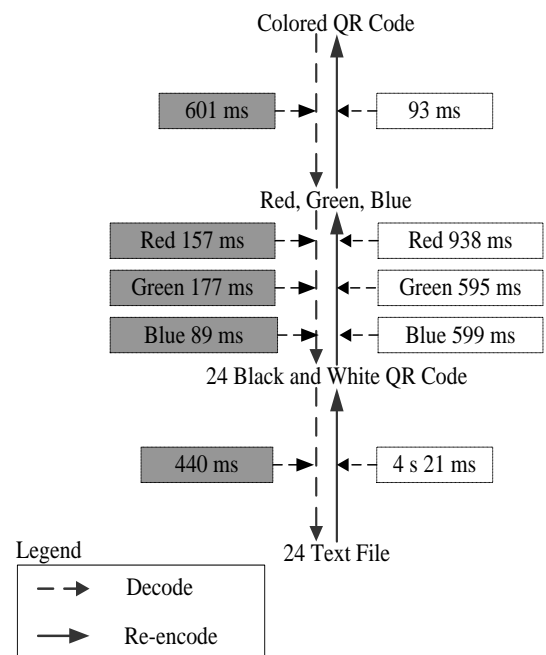 Colored QR Code
601 ms
93 ms
Red, Green, Blue
Red 157 ms
Red 938 ms
Green 177 ms
Green 595 ms
Blue 89 ms
Blue 599 ms
24 Black and White QR Code
440 ms
4 s 21 ms
24 Text File
Legend
Decode
Re-encode